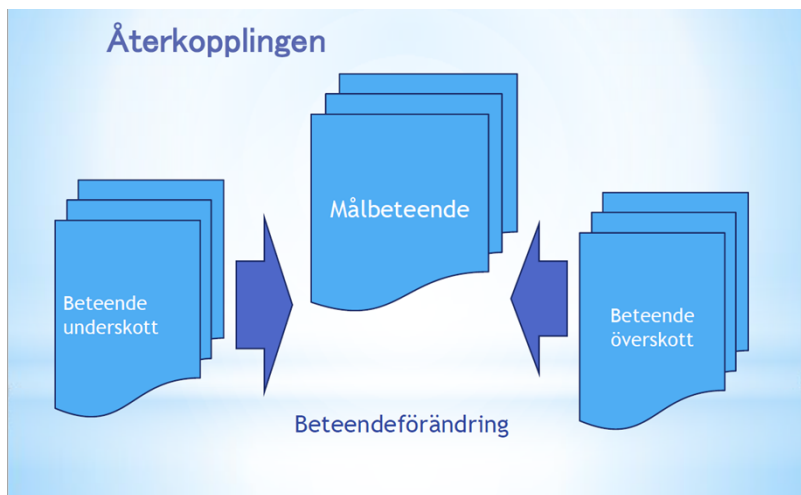 Återkopplingen
Målbeteende
Beteende
underskott
Beteende
överskott
Beteendeförändring